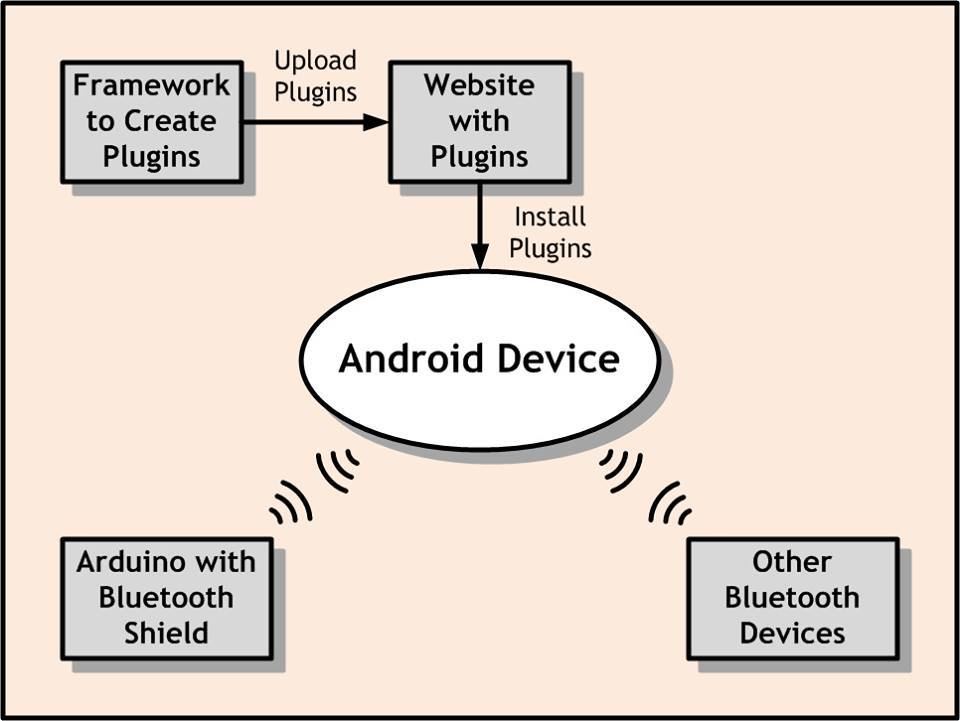 Framework
to Create
Plugins
Upload
Plugins
Website
with
Plugins
Install
Plugins
Android Device
Arduino with
Bluetooth
Shield
Other
Bluetooth
Devices